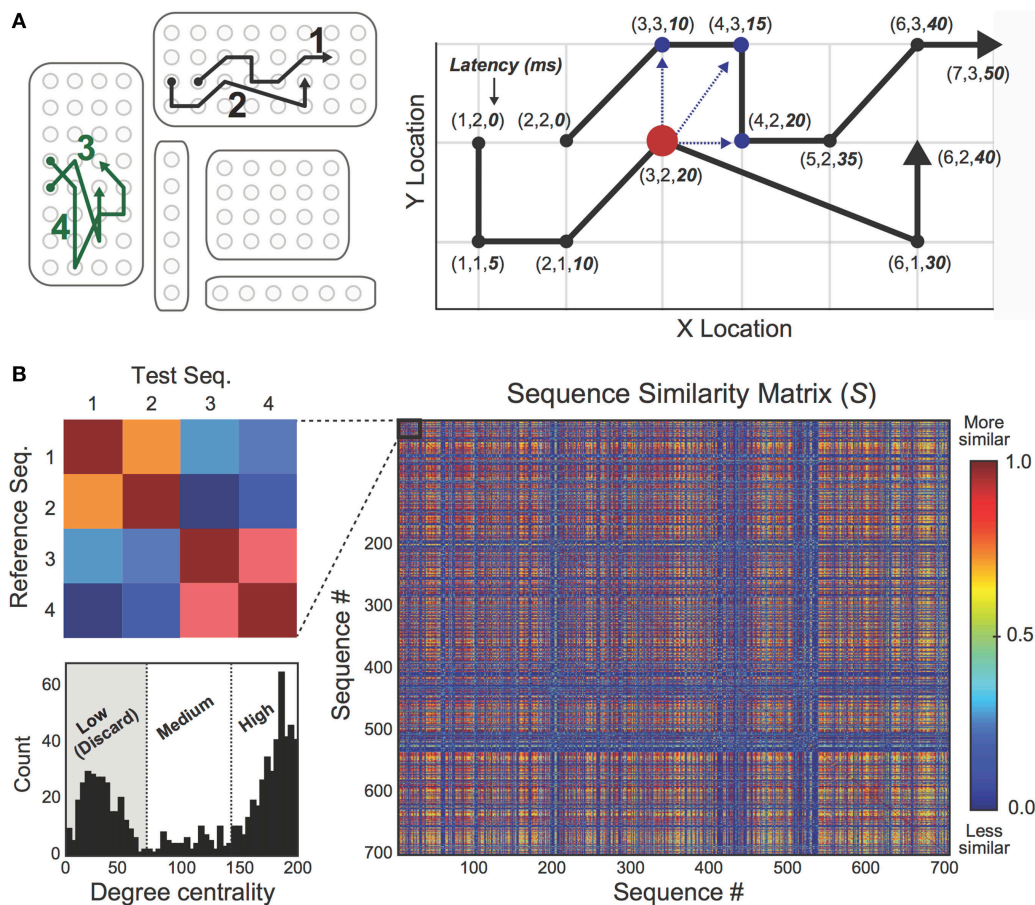 A
1
2
3
4
Latency (ms)
(1,2,0)
(2,2,0)
(3,3,10)
(4,3,15)
(6,3,40)
(7,3,50)
(3,2,20)
(4,2,20)
(5,2,35)
(6,2,40)
(1,1,5)
(2,1,10)
(6,1,30)
Y Location
X Location
B
Test Seq.
1 2 3 4
Reference Seq.
1
2
3
4
Sequence Similarity Matrix (S)
Sequence #
200
300
400
500
600
700
100 200 300 400 500 600 700
Sequence #
More
similar
1.0
0.5
0.0
Less
similar
Count
60
40
20
0
Low
(Discard)
Medium
High
0 50 100 150 200
Degree centrality